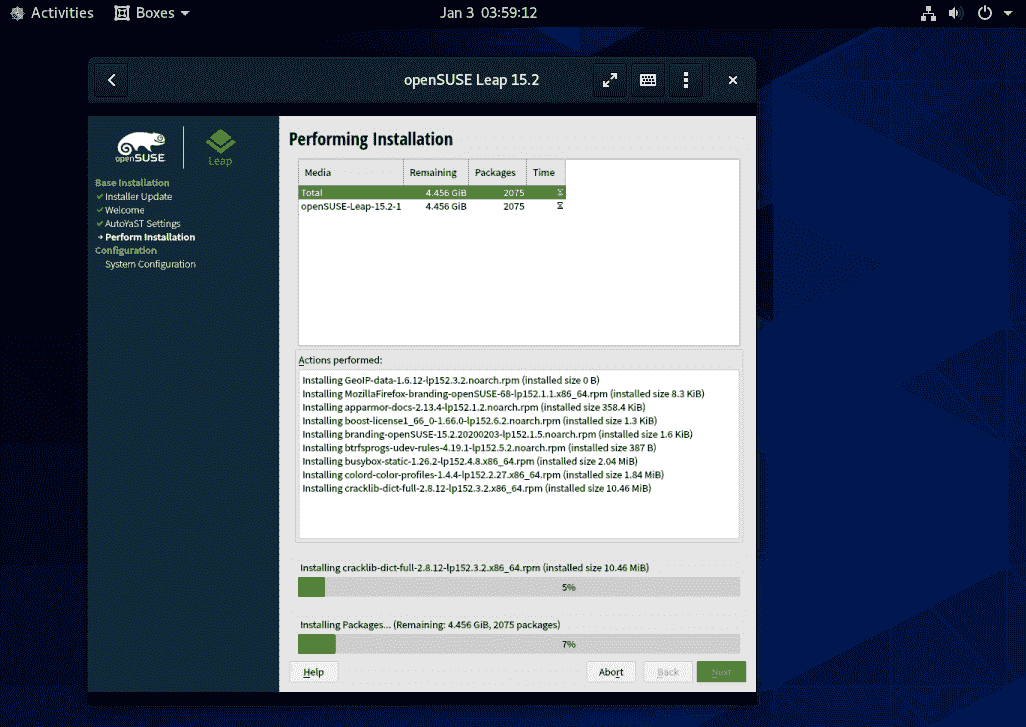 Activities Boxes Jan 3 03:59:12
openSUSE Leap 15.2
openSUSE Leap
Base Installation
Installer Update
Welcome
AutoYaST Settings
Perform Installation
Configuration
System Configuration
Performing Installation
Media Remaining Packages Time
Total 4.456 GiB 2075
openSUSE-Leap-15.2-1 4.456 GiB 2075
Actions performed:
Installing GeoIP-data-1.6.12-lp152.3.2.noarch.rpm (installed size 0 B)
Installing MozillaFirefox-branding-openSUSE-68-lp152.1.1.x86_64.rpm (installed size 8.3 KiB)
Installing apparmor-docs-2.13.4-lp152.1.2.noarch.rpm (installed size 358.4 KiB)
Installing boost-license1_66_0-1.66.0-lp152.6.2.noarch.rpm (installed size 1.3 KiB)
Installing branding-openSUSE-15.2.20200203-lp152.1.5.noarch.rpm (installed size 1.6 KiB)
Installing btrfsprogs-udev-rules-4.19.1-lp152.5.2.noarch.rpm (installed size 387 B)
Installing busybox-static-1.26.2-lp152.4.8.x86_64.rpm (installed size 2.04 MiB)
Installing colord-color-profiles-1.4.4-lp152.2.27.x86_64.rpm (installed size 1.84 MiB)
Installing cracklib-dict-full-2.8.12-lp152.3.2.x86_64.rpm (installed size 10.46 MiB)
Installing cracklib-dict-full-2.8.12-lp152.3.2.x86_64.rpm (installed size 10.46 MiB)
5%
Installing Packages... (Remaining: 4.456 GiB, 2075 packages)
7%
Help Abort Back Next